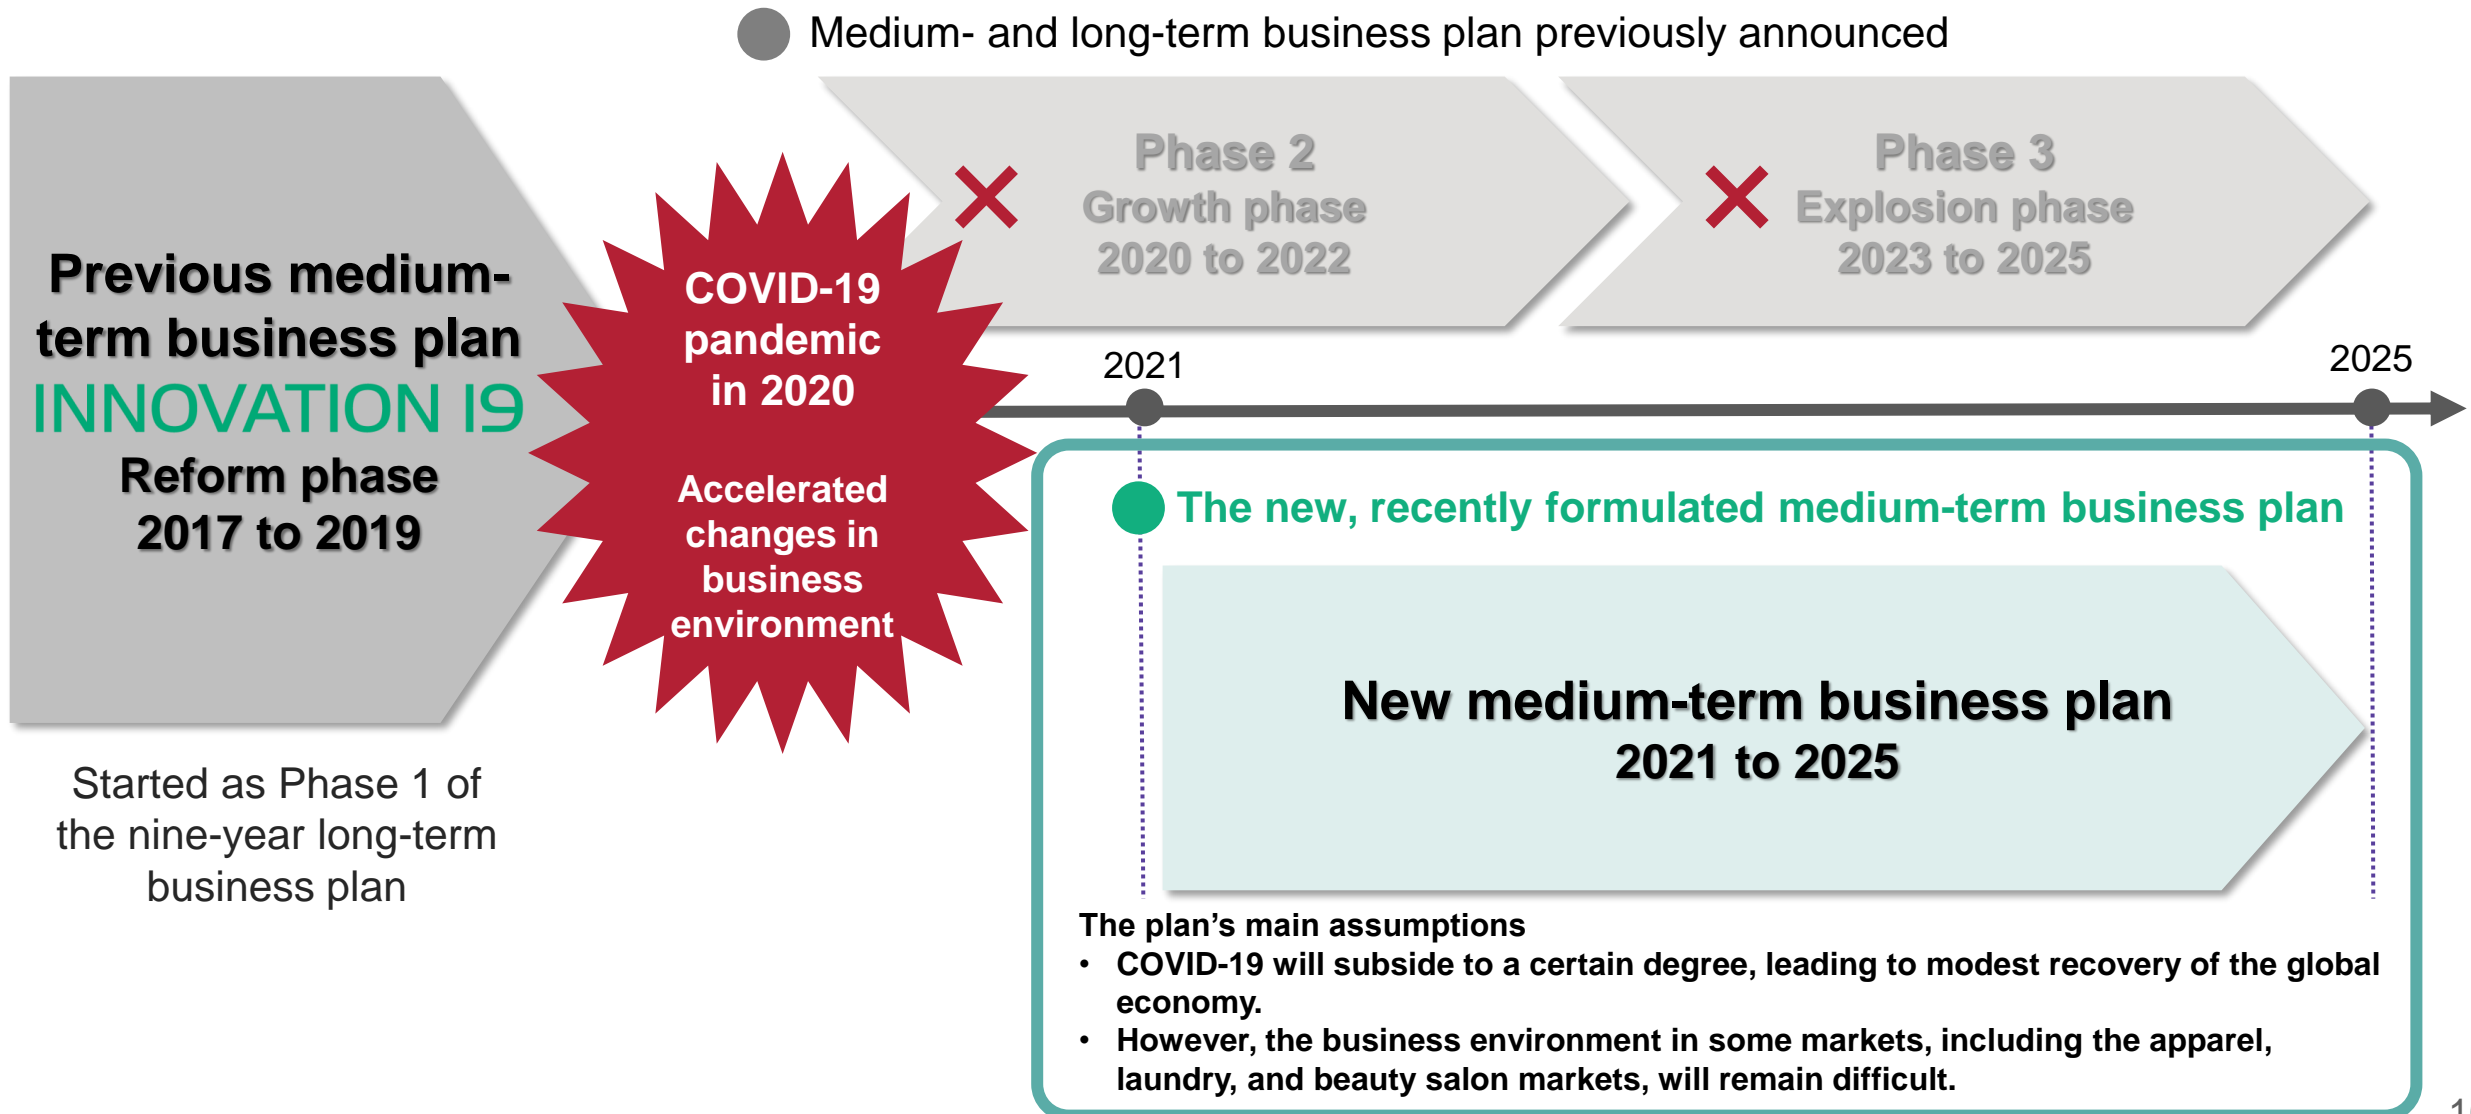 Medium- and long-term business plan previously announced
Previous medium-
term business plan
INNOVATION I9
Reform phase
2017 to 2019
Started as Phase 1 of
the nine-year long-term
business plan
COVID-19
pandemic
in 2020
Accelerated
changes in
business
environment
Phase 2
Growth phase
2020 to 2022
Phase 3
Explosion phase
2023 to 2025
2021
2025
The new, recently formulated medium-term business plan
New medium-term business plan
2021 to 2025
The plan’s main assumptions
• COVID-19 will subside to a certain degree, leading to modest recovery of the global
economy.
• However, the business environment in some markets, including the apparel,
laundry, and beauty salon markets, will remain difficult.